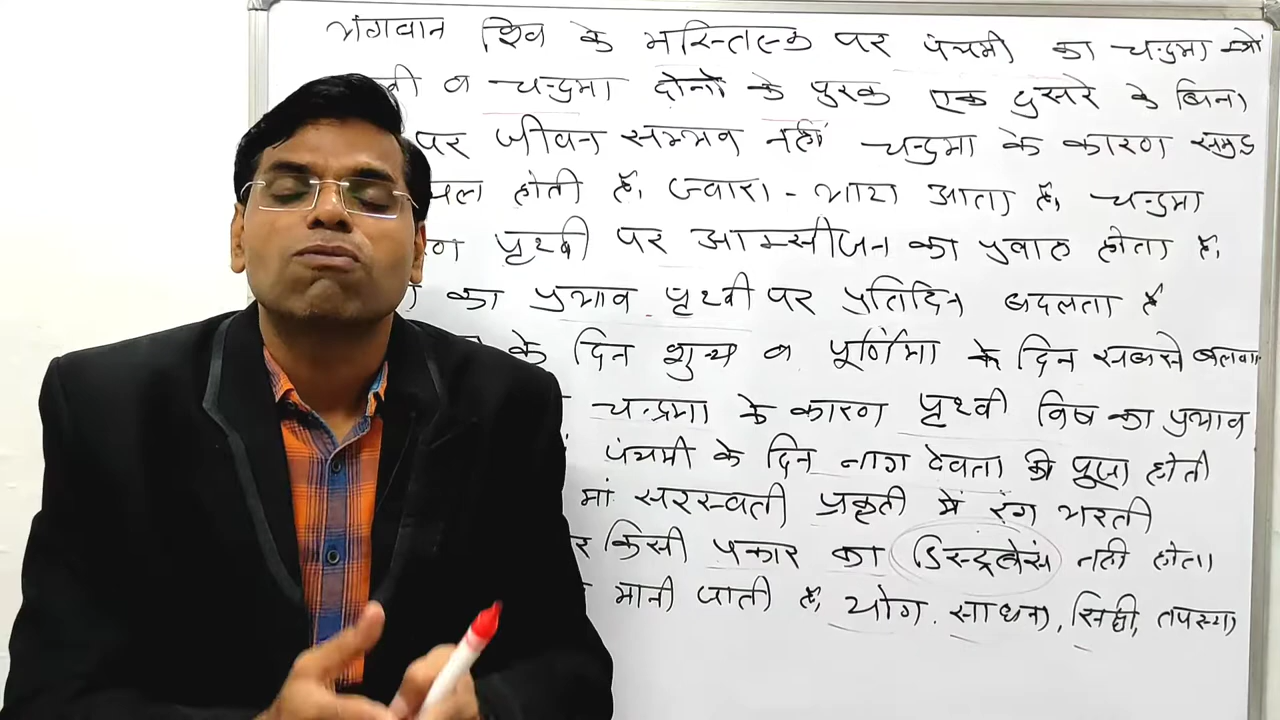 भगवान शिव के मस्तिष्क पर पंचमी का चन्द्रमा क्यों
व चन्द्रमा दोनो के पुरक एक दुसरे के बिना
पर जीवन सम्भव नहीं चन्द्रमा के कारण समुद्र
होती है, ज्वारा - भाटा आता है, चन्द्रमा
पृथ्वी पर आक्सीजन का प्रवाह होता है,
का प्रभाव पृथ्वी पर प्रतिदिन बदलता है
के दिन शुन्य व पूर्णिमा के दिन सबसे बलवान
चन्द्रमा के कारण पृथ्वी विष का प्रभाव
पंचमी के दिन नाग देवता की पुजा होती
मां सरस्वती प्रकृती में रंग भरती
किसी प्रकार का डिस्ट्रबेंस नही होता
मानी जाती है, योग. साधना, सिद्दी, तपस्या